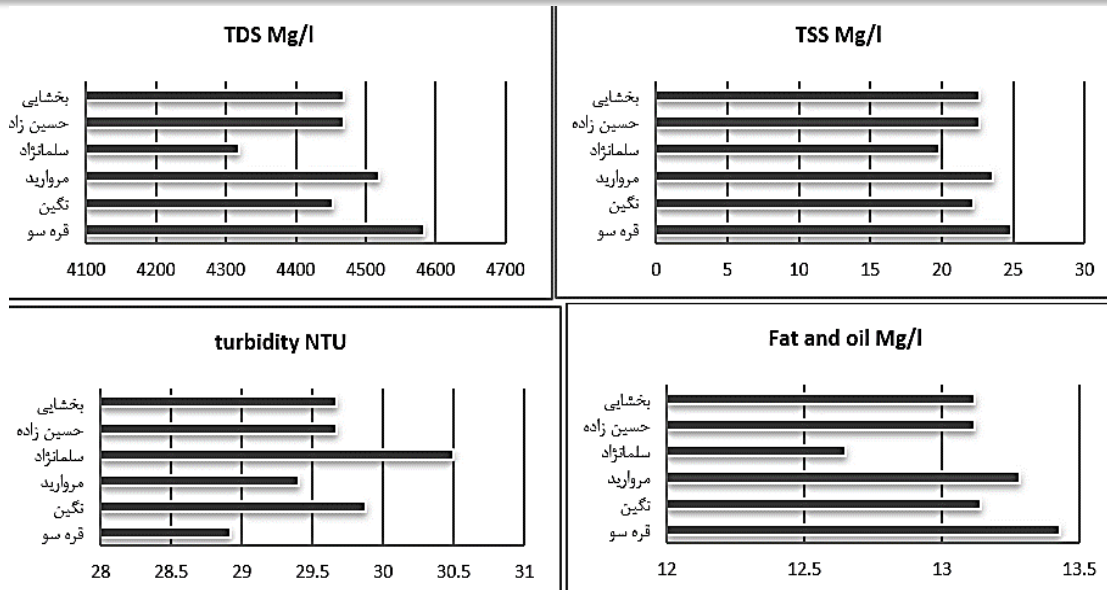 TDS Mg/l
بخشایی
حسین زاد
سلمانژاد
مروارید
نگین
قره سو
4100 4200 4300 4400 4500 4600 4700
TSS Mg/l
بخشایی
حسین زاده
سلمانژاد
مروارید
نگین
قره سو
0 5 10 15 20 25 30
turbidity NTU
بخشایی
حسین زاده
سلمانژاد
مروارید
نگین
قره سو
28 28.5 29 29.5 30 30.5 31
Fat and oil Mg/l
بخشایی
حسین زاده
سلمانژاد
مروارید
نگین
قره سو
12 12.5 13 13.5